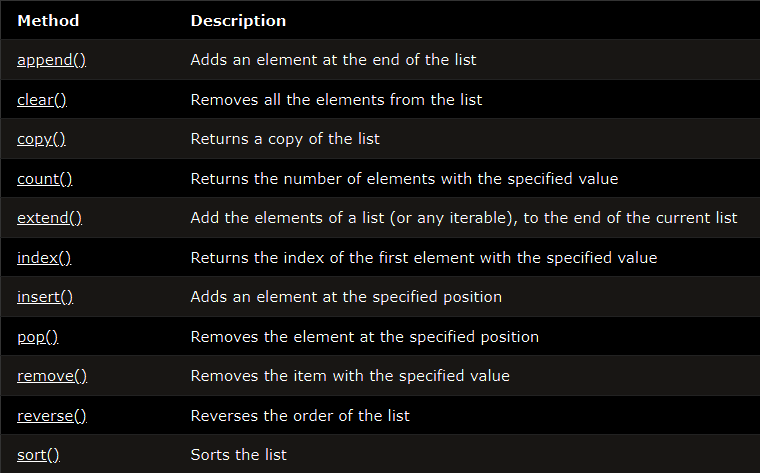 Method Description
append() Adds an element at the end of the list
clear() Removes all the elements from the list
copy() Returns a copy of the list
count() Returns the number of elements with the specified value
extend() Add the elements of a list (or any iterable), to the end of the current list
index() Returns the index of the first element with the specified value
insert() Adds an element at the specified position
pop() Removes the element at the specified position
remove() Removes the item with the specified value
reverse() Reverses the order of the list
sort() Sorts the list